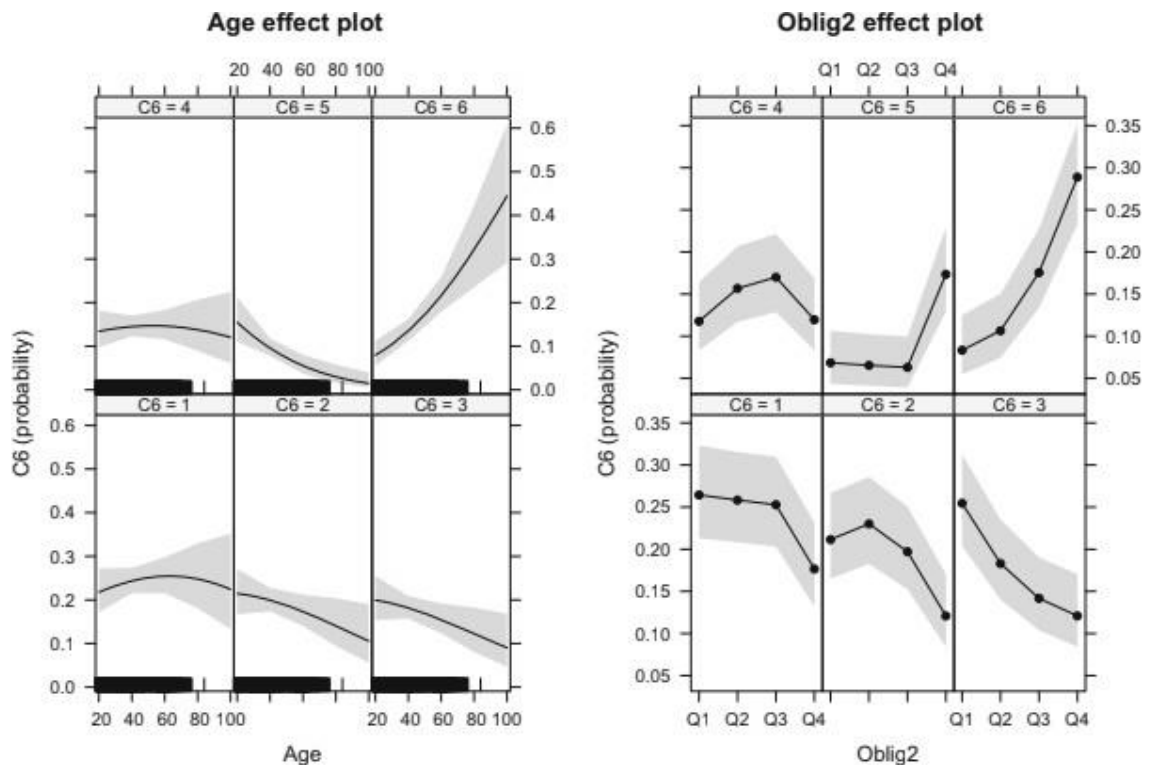 Age effect plot
20 40 60 80 100
C6 = 4 C6 = 5 C6 = 6
0.6
0.5
0.4
0.3
0.2
0.1
0.0
C6 = 1 C6 = 2 C6 = 3
0.6
0.5
0.4
0.3
0.2
0.1
0.0
20 40 60 80 100 20 40 60 80 100
Age
C6 (probability)
Oblig2 effect plot
Q1 Q2 Q3 Q4
C6 = 4 C6 = 5 C6 = 6
0.35
0.30
0.25
0.20
0.15
0.10
0.05
C6 = 1 C6 = 2 C6 = 3
0.35
0.30
0.25
0.20
0.15
0.10
0.05
Q1 Q2 Q3 Q4 Q1 Q2 Q3 Q4
Oblig2
C6 (probability)